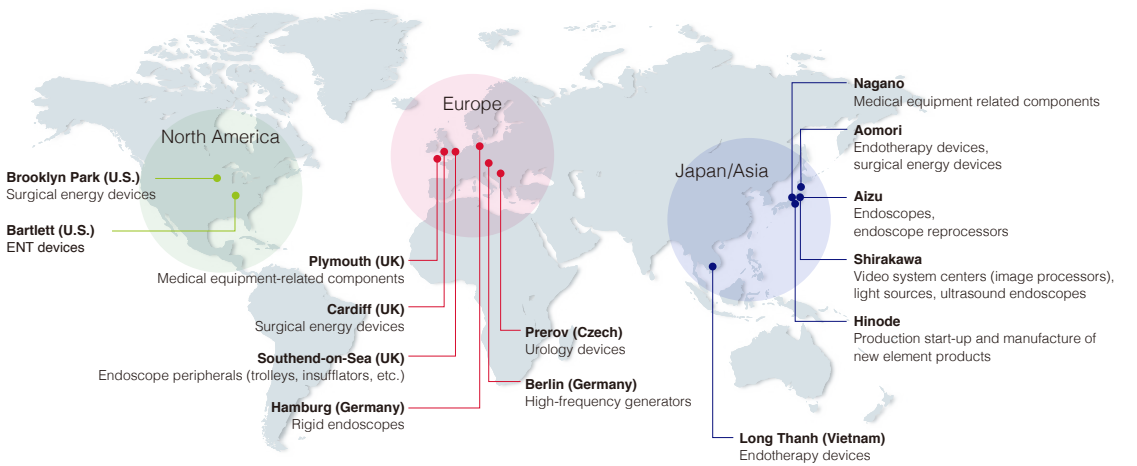 North America
Brooklyn Park (U.S.)
Surgical energy devices
Bartlett (U.S.)
ENT devices
Europe
Plymouth (UK)
Medical equipment-related components
Cardiff (UK)
Surgical energy devices
Southend-on-Sea (UK)
Endoscope peripherals (trolleys, insufflators, etc.)
Hamburg (Germany)
Rigid endoscopes
Prerov (Czech)
Urology devices
Berlin (Germany)
High-frequency generators
Japan/Asia
Nagano
Medical equipment related components
Aomori
Endotherapy devices,
surgical energy devices
Aizu
Endoscopes,
endoscope reprocessors
Shirakawa
Video system centers (image processors),
light sources, ultrasound endoscopes
Hinode
Production start-up and manufacture of
new element products
Long Thanh (Vietnam)
Endotherapy devices